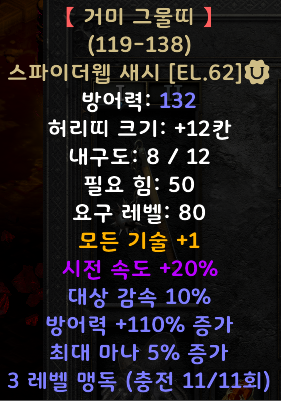 【 거미 그물띠 】
(119-138)
스파이더웹 새시 [EL.62]U
방어력: 132
허리띠 크기: +12칸
내구도: 8 / 12
필요 힘: 50
요구 레벨: 80
모든 기술 +1
시전 속도 +20%
대상 감속 10%
방어력 +110% 증가
최대 마나 5% 증가
3 레벨 맹독 (충전 11/11회)